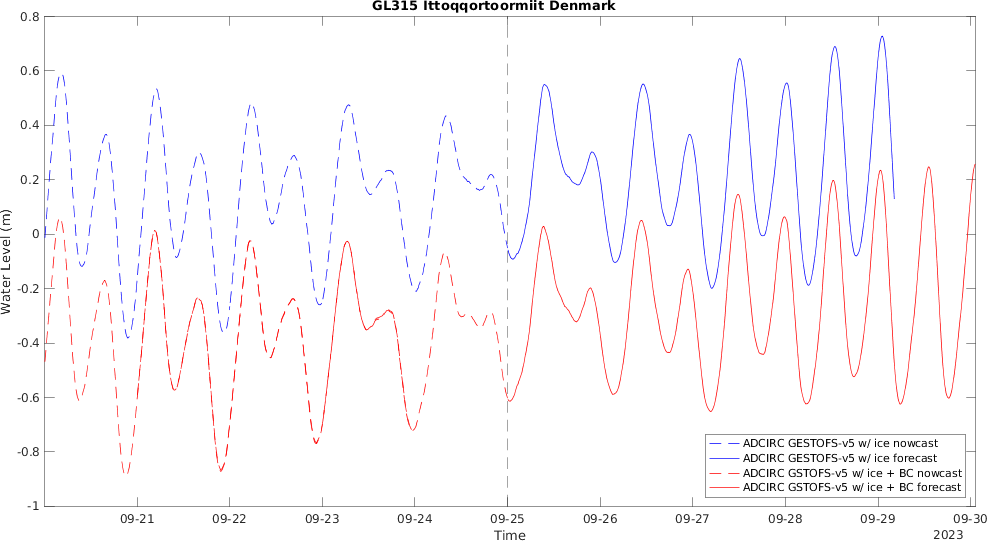 GL315 Ittoqqortoormiit Denmark
0.8
0.6
0.4
0.2
0
-0.2
-0.4
-0.6
-0.8
-1
Water Level (m)
ADCIRC GESTOFS-v5 w/ ice nowcast
ADCIRC GESTOFS-v5 w/ ice forecast
ADCIRC GSTOFS-v5 w/ ice + BC nowcast
ADCIRC GSTOFS-v5 w/ ice + BC forecast
09-21 09-22 09-23 09-24 09-25 09-26 09-27 09-28 09-29 09-30
Time
2023